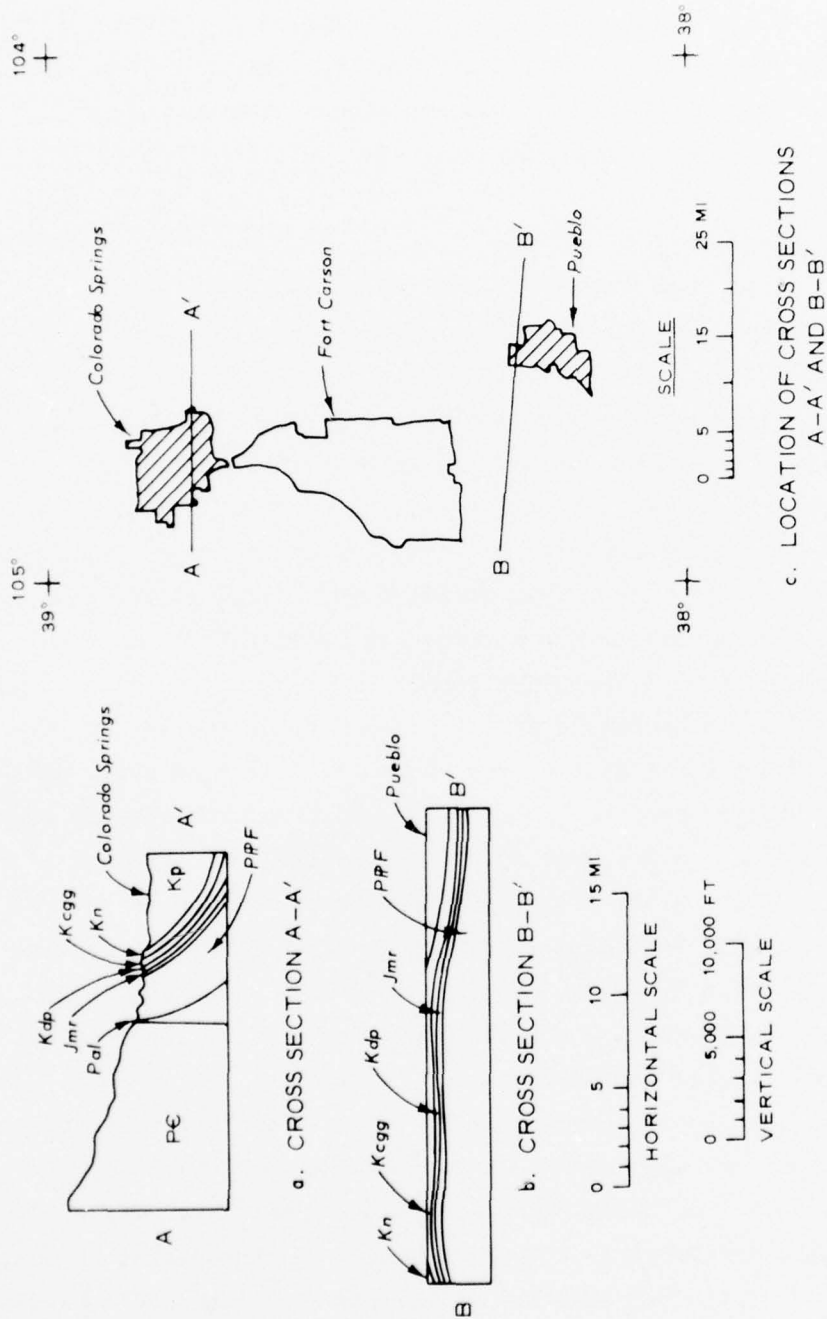 Kdp
Kcgg
Jmr
Kn
Pal
Colorado Springs
A
A'
PЄ
Kp
PPF
a. CROSS SECTION A-A'
Kn
Kcgg
Kdp
Jmr
PPF
Pueblo
B
B'
b. CROSS SECTION B-B'
0 5 10 15 MI
HORIZONTAL SCALE
0 5,000 10,000 FT
VERTICAL SCALE
105°
104°
39°
Colorado Springs
A
A'
Fort Carson
B
B'
Pueblo
38°
38°
SCALE
0 5 15 25 MI
c. LOCATION OF CROSS SECTIONS
A-A' AND B-B'